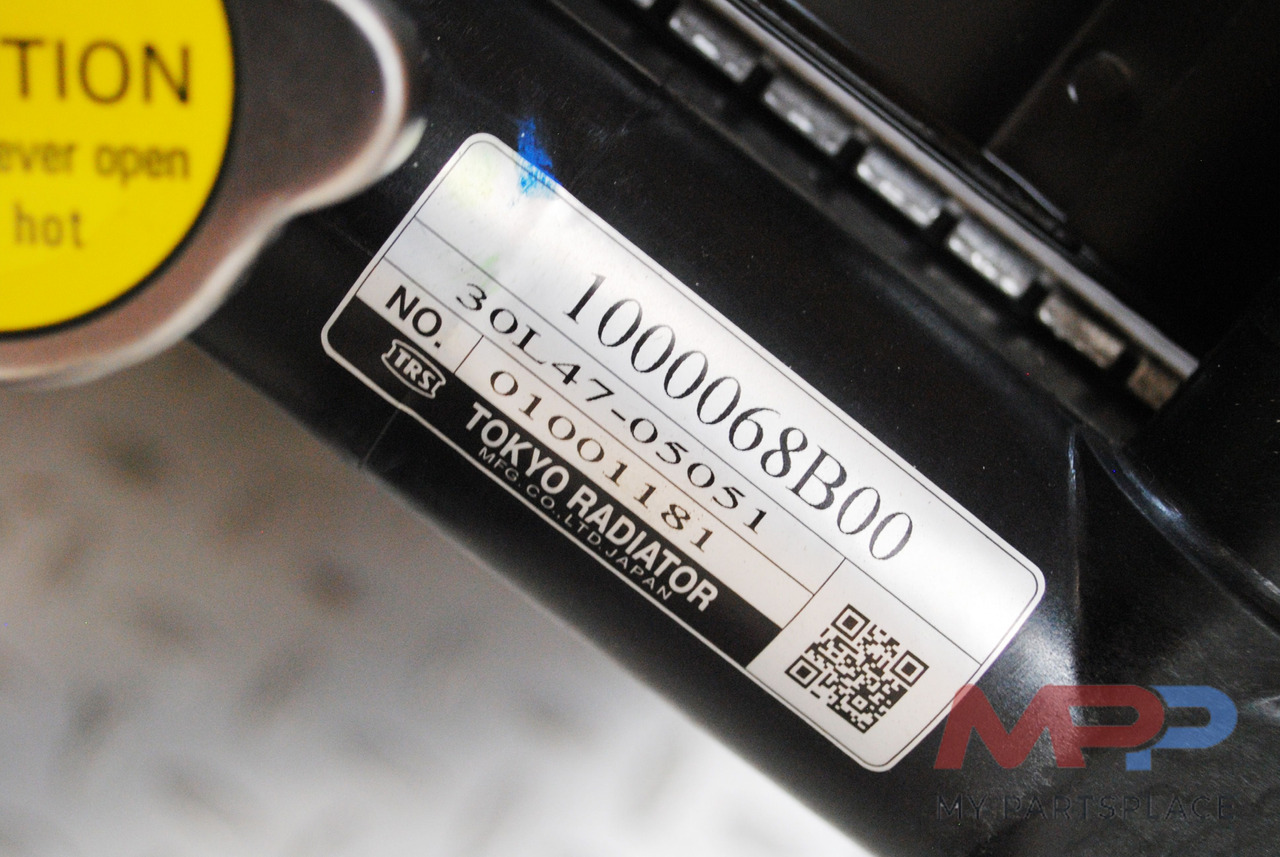 TION
ever open
hot
1000068B00
30L47-05051
NO. 01001181
TRS TOKYO RADIATOR
MFG.CO.,LTD.JAPAN
MPP
MY PARTSPLACE